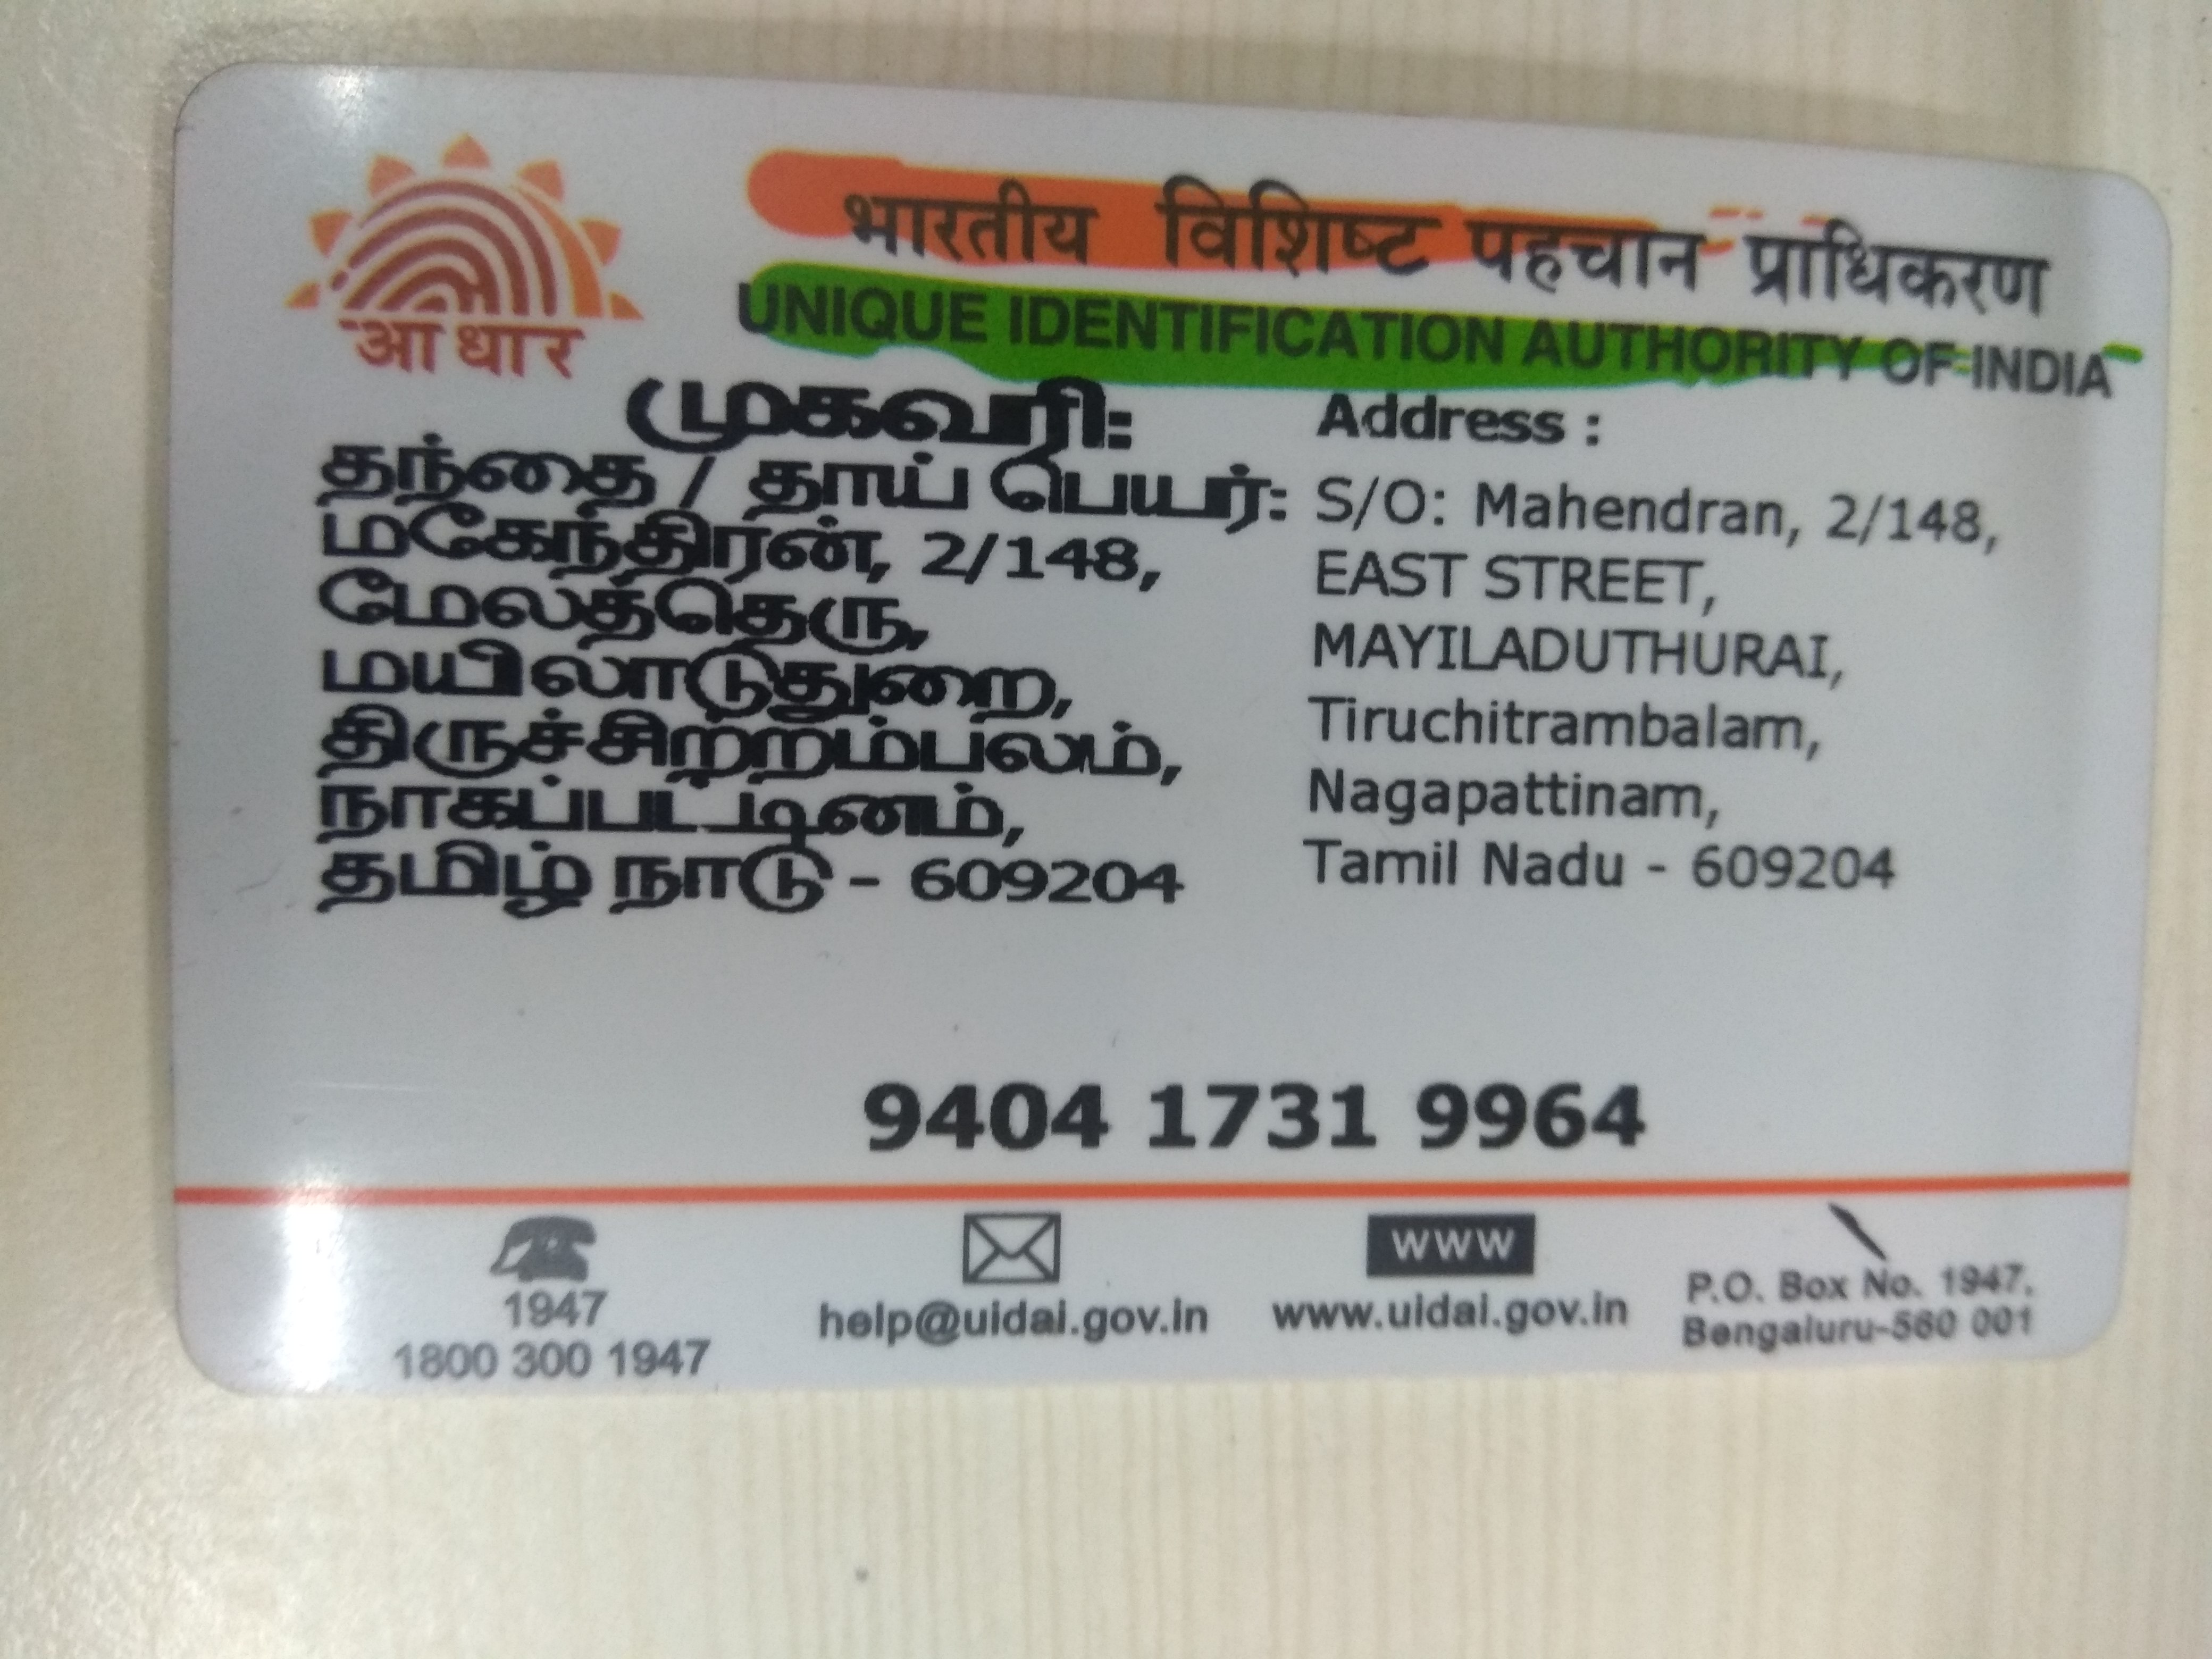 आधार
भारतीय विशिष्ट पहचान प्राधिकरण
UNIQUE IDENTIFICATION AUTHORITY OF INDIA
முகவரி:
தந்தை / தாய் பெயர்:
மகேந்திரன், 2/148,
மேலத்தெரு,
மயிலாடுதுறை,
திருச்சிற்றம்பலம்,
நாகப்பட்டினம்,
தமிழ் நாடு - 609204
Address :
S/O: Mahendran, 2/148,
EAST STREET,
MAYILADUTHURAI,
Tiruchitrambalam,
Nagapattinam,
Tamil Nadu - 609204
9404 1731 9964
1947
1800 300 1947
help@uidai.gov.in
WWW
www.uidai.gov.in
P.O. Box No. 1947,
Bengaluru-560 001